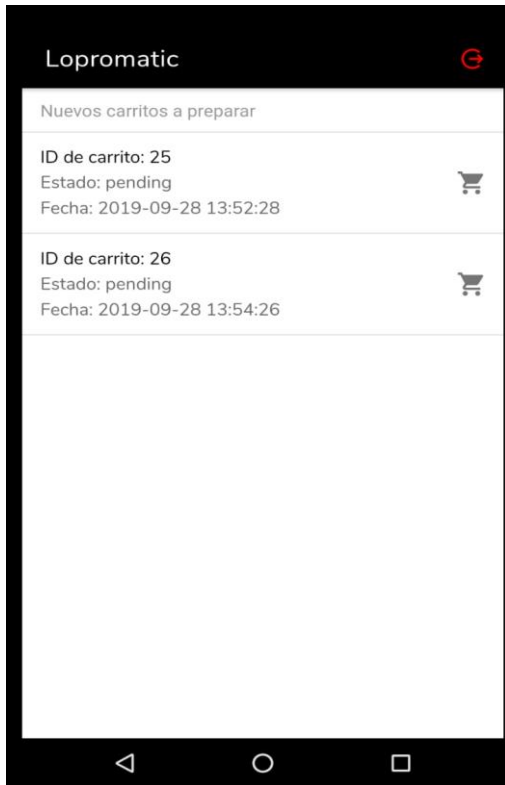 Lopromatic
Nuevos carritos a preparar
ID de carrito: 25
Estado: pending
Fecha: 2019-09-28 13:52:28
ID de carrito: 26
Estado: pending
Fecha: 2019-09-28 13:54:26